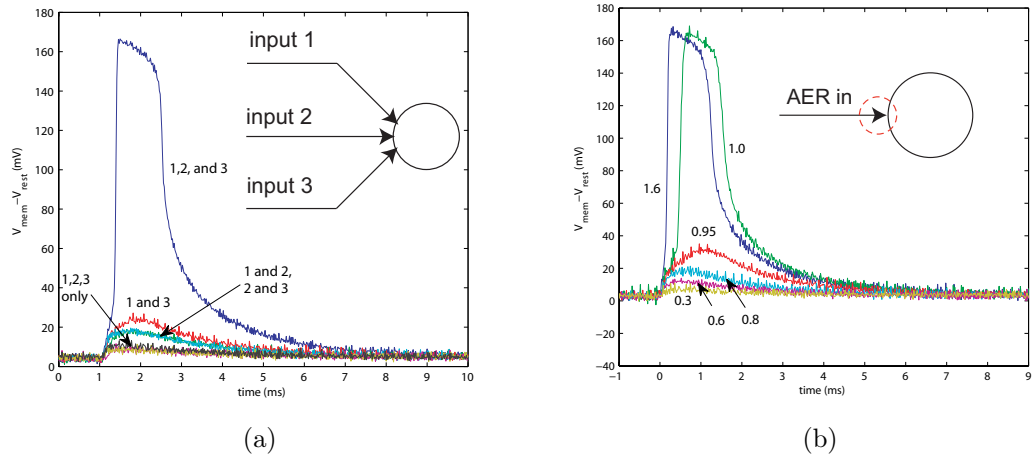 (a)
180
160
140
120
100
80
60
40
20
0
V_mem−V_rest (mV)
0 1 2 3 4 5 6 7 8 9 10
time (ms)
input 1
input 2
input 3
1,2, and 3
1,2,3
only
1 and 3
1 and 2,
2 and 3
(b)
180
160
140
120
100
80
60
40
20
0
−20
−40
V_mem−V_rest (mV)
−1 0 1 2 3 4 5 6 7 8 9
time (ms)
AER in
1.6
1.0
0.95
0.3
0.6
0.8